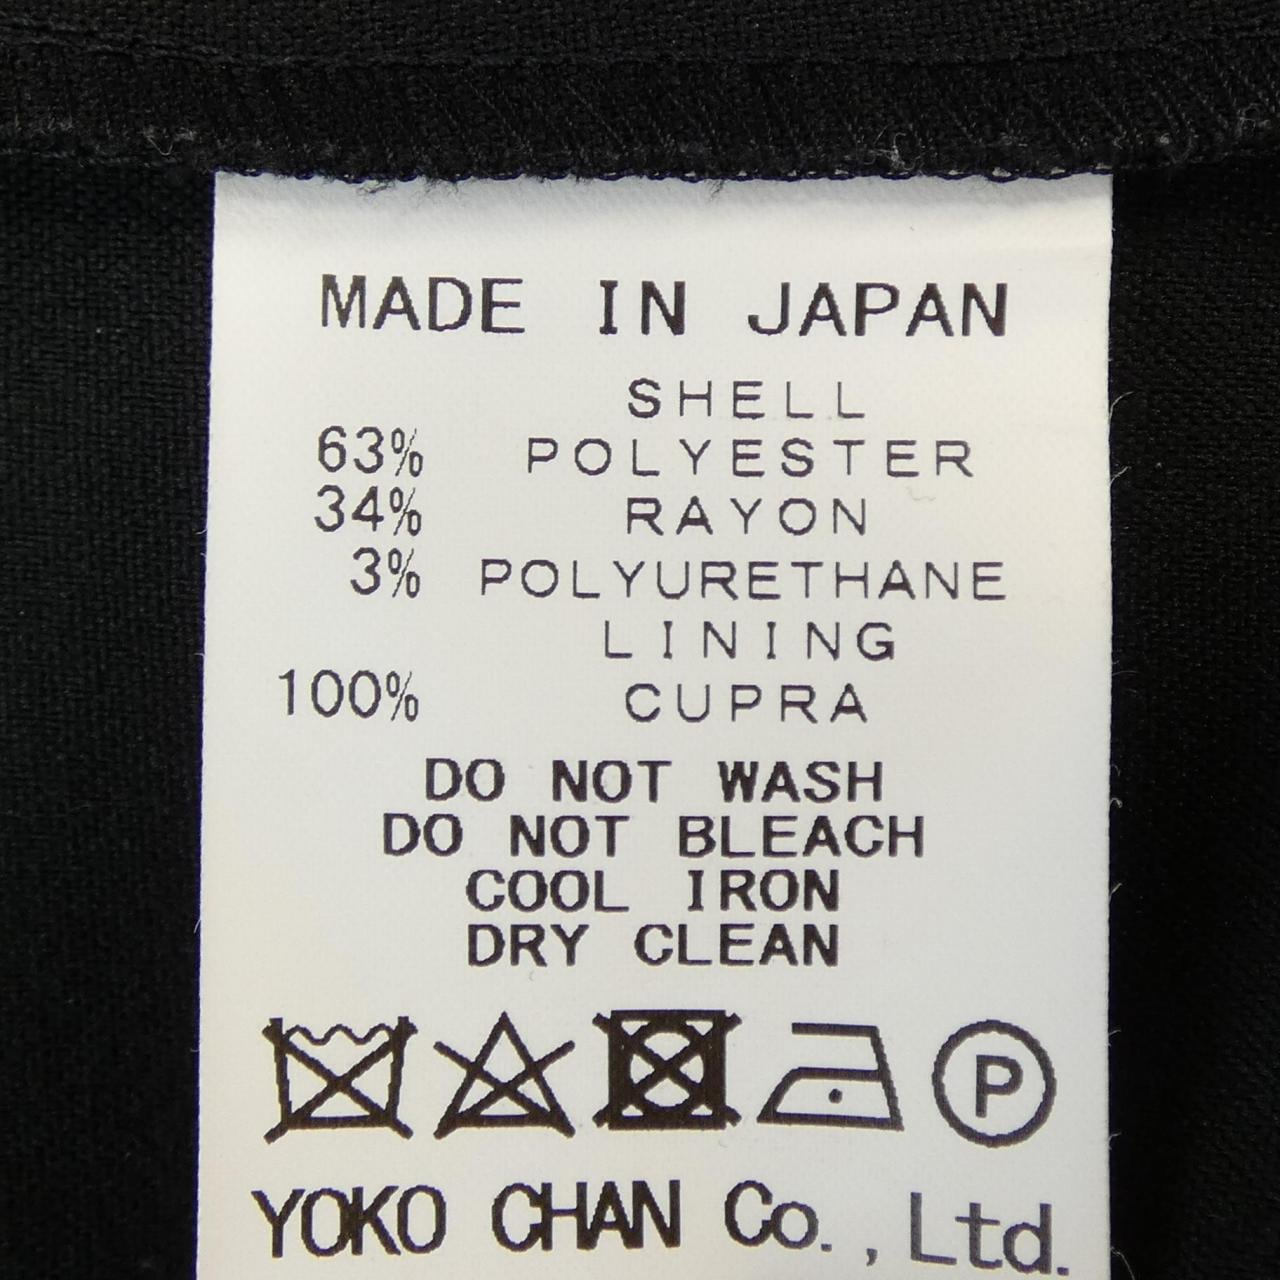 MADE IN JAPAN
SHELL
63% POLYESTER
34% RAYON
3% POLYURETHANE
LINING
100% CUPRA
DO NOT WASH
DO NOT BLEACH
COOL IRON
DRY CLEAN
P
YOKO CHAN Co., Ltd.